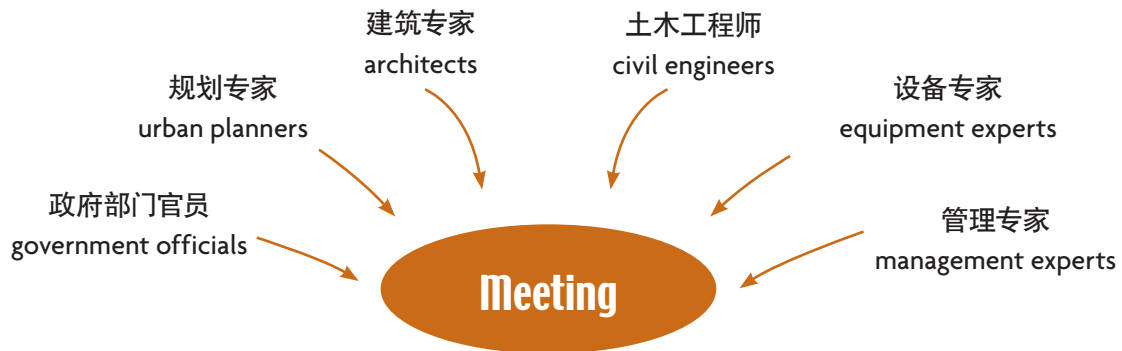 建筑专家
architects
土木工程师
civil engineers
规划专家
urban planners
设备专家
equipment experts
政府部门官员
government officials
管理专家
management experts
Meeting